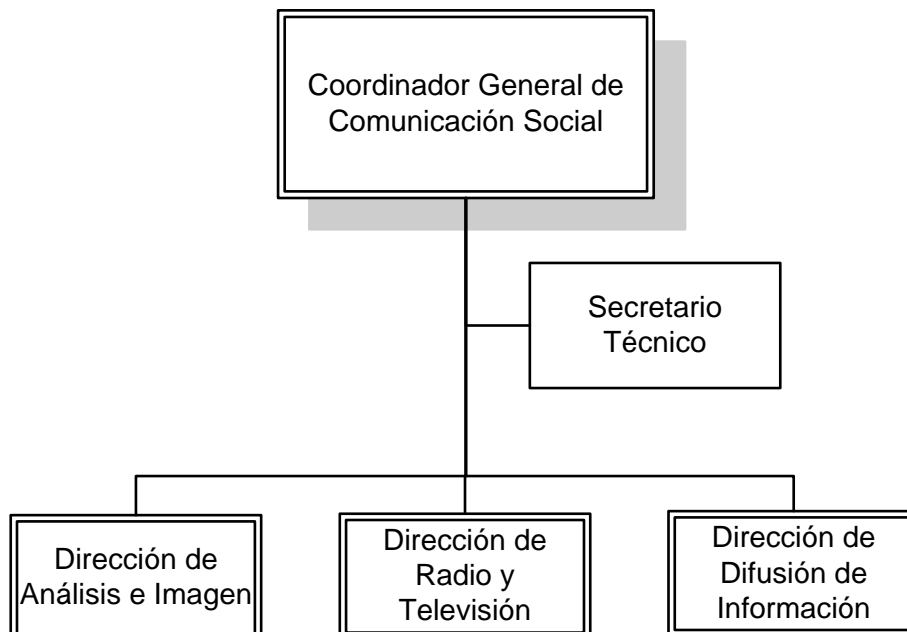 Coordinador General de
Comunicación Social
Secretario
Técnico
Dirección de
Análisis e Imagen
Dirección de
Radio y
Televisión
Dirección de
Difusión de
Información